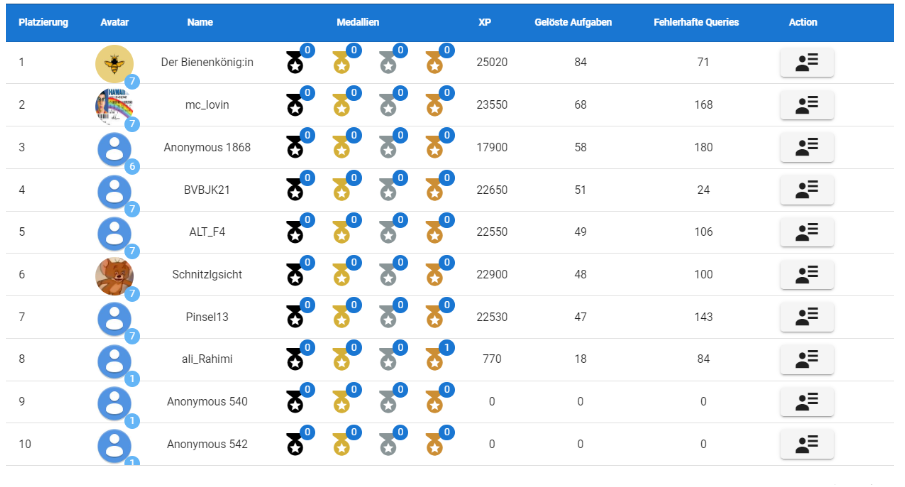 Platzierung Avatar Name Medallien XP Gelöste Aufgaben Fehlerhafte Queries Action
1 7 Der Bienenkönig:in 0 0 0 0 25020 84 71
2 7 mc_lovin 0 0 0 0 23550 68 168
3 6 Anonymous 1868 0 0 0 0 17900 58 180
4 7 BVBJK21 0 0 0 0 22650 51 24
5 7 ALT_F4 0 0 0 0 22550 49 106
6 7 Schnitzlgsicht 0 0 0 0 22900 48 100
7 7 Pinsel13 0 0 0 0 22530 47 143
8 1 ali_Rahimi 0 0 0 1 770 18 84
9 1 Anonymous 540 0 0 0 0 0 0 0
10 1 Anonymous 542 0 0 0 0 0 0 0